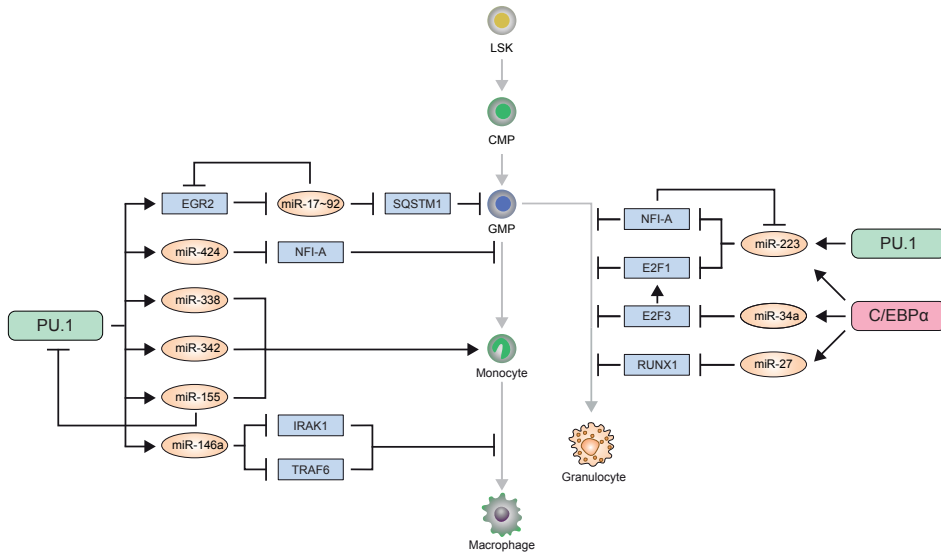 LSK
CMP
EGR2
miR-17~92
SQSTM1
GMP
NFI-A
miR-223
PU.1
miR-424
NFI-A
E2F1
miR-338
PU.1
E2F3
miR-34a
C/EBPα
miR-342
Monocyte
RUNX1
miR-27
miR-155
IRAK1
miR-146a
TRAF6
Granulocyte
Macrophage